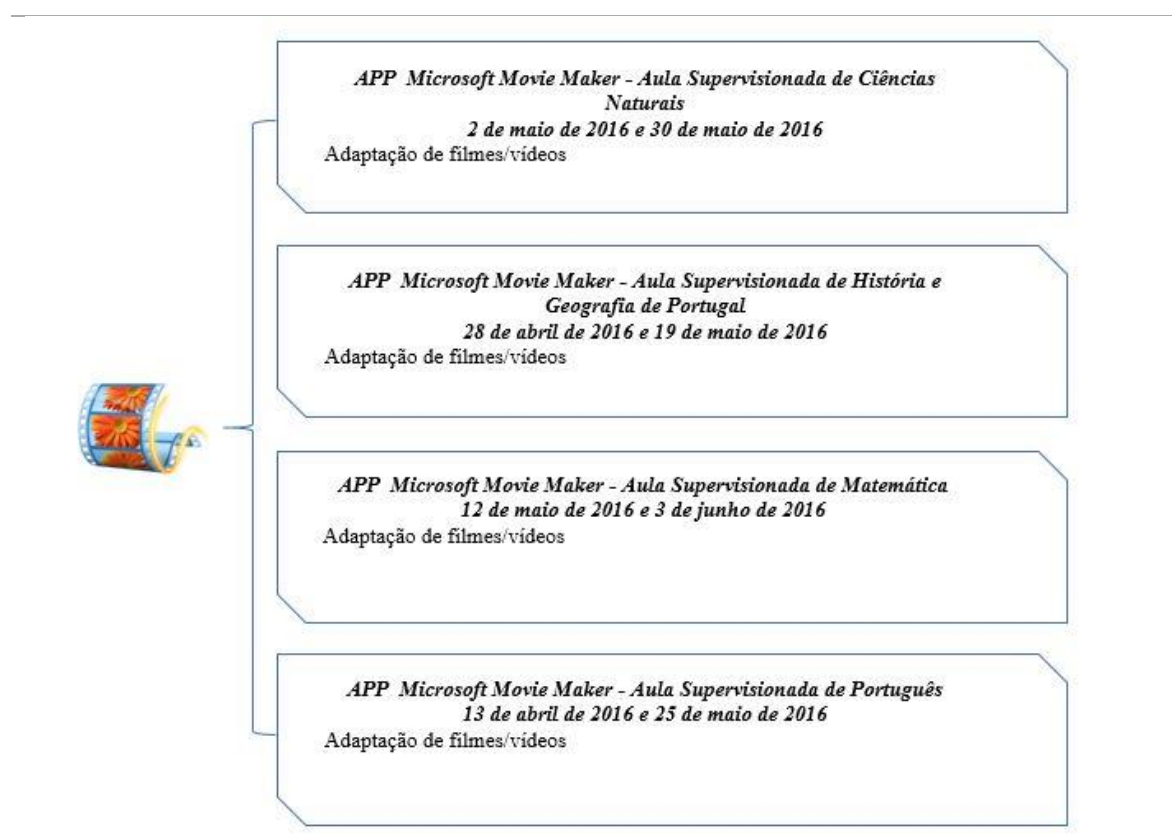 APP Microsoft Movie Maker - Aula Supervisionada de Ciências
Naturais
2 de maio de 2016 e 30 de maio de 2016
Adaptação de filmes/vídeos
APP Microsoft Movie Maker - Aula Supervisionada de História e
Geografia de Portugal
28 de abril de 2016 e 19 de maio de 2016
Adaptação de filmes/vídeos
APP Microsoft Movie Maker - Aula Supervisionada de Matemática
12 de maio de 2016 e 3 de junho de 2016
Adaptação de filmes/vídeos
APP Microsoft Movie Maker - Aula Supervisionada de Português
13 de abril de 2016 e 25 de maio de 2016
Adaptação de filmes/vídeos